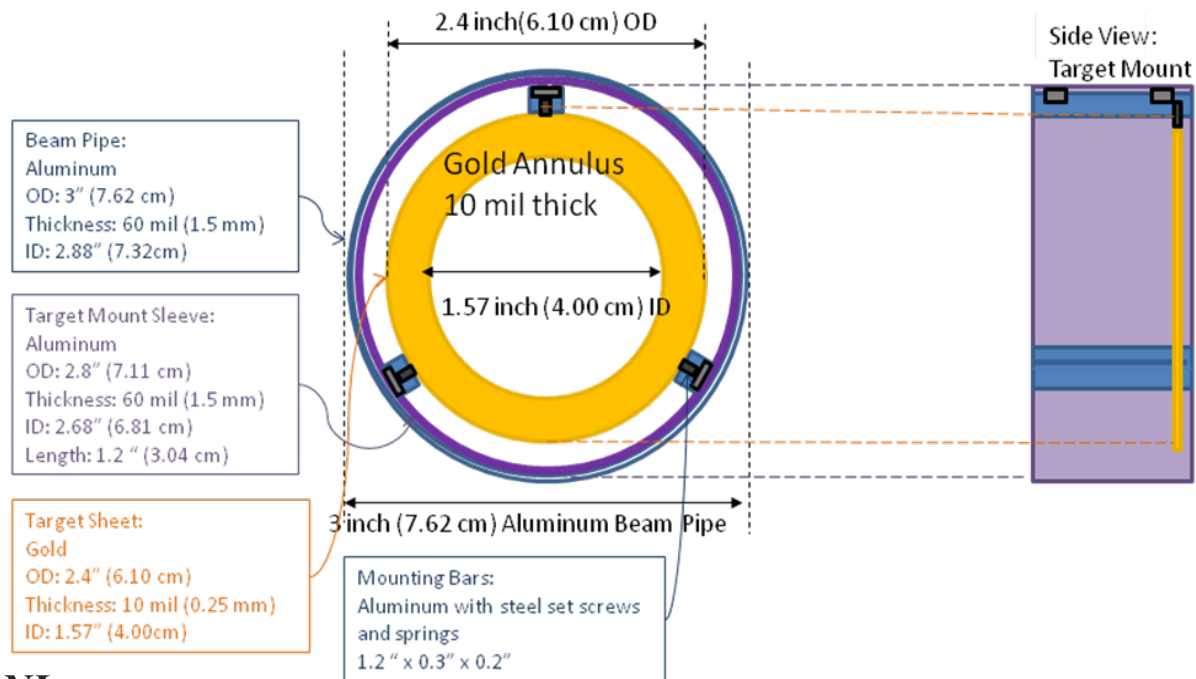 2.4 inch(6.10 cm) OD
Side View:
Target Mount
Beam Pipe:
Aluminum
OD: 3" (7.62 cm)
Thickness: 60 mil (1.5 mm)
ID: 2.88" (7.32cm)
Gold Annulus
10 mil thick
1.57 inch (4.00 cm) ID
Target Mount Sleeve:
Aluminum
OD: 2.8" (7.11 cm)
Thickness: 60 mil (1.5 mm)
ID: 2.68" (6.81 cm)
Length: 1.2 " (3.04 cm)
3 inch (7.62 cm) Aluminum Beam Pipe
Target Sheet:
Gold
OD: 2.4" (6.10 cm)
Thickness: 10 mil (0.25 mm)
ID: 1.57" (4.00cm)
Mounting Bars:
Aluminum with steel set screws
and springs
1.2 " x 0.3" x 0.2"